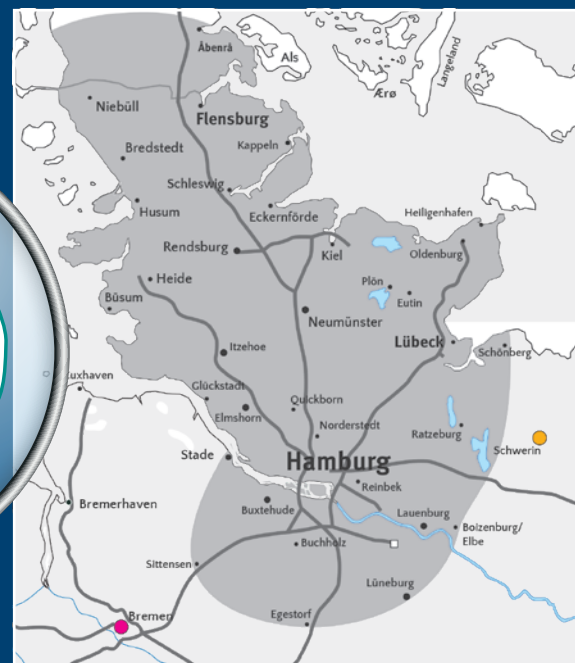 Åbenrå
Als
Langeland
Ærø
Niebüll
Flensburg
Kappeln
Bredstedt
Schleswig
Husum
Eckernförde
Heiligenhafen
Rendsburg
Kiel
Oldenburg
Heide
Plön
Eutin
Büsum
Neumünster
Lübeck
Schönberg
Itzehoe
uxhaven
Glückstadt
Elmshorn
Quickborn
Norderstedt
Ratzeburg
Schwerin
Stade
Hamburg
Reinbek
Bremerhaven
Buxtehude
Lauenburg
Boizenburg/
Elbe
Buchholz
Sittensen
Lüneburg
Bremen
Egestorf